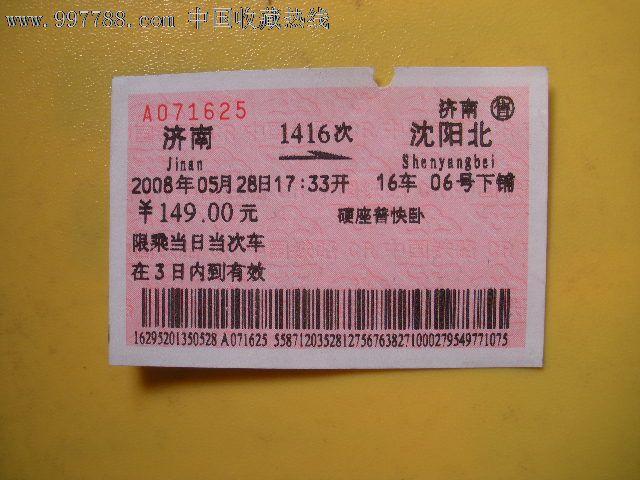 www.997788.com 中国收藏热线
A071625 济南 售
济南 1416次 沈阳北
Jinan Shenyangbei
2008年05月28日17:33开 16车 06号下铺
¥149.00元 硬座普快卧
限乘当日当次车
在3日内到有效
16295201350528 A071625 55871203528127567638271000279549771075